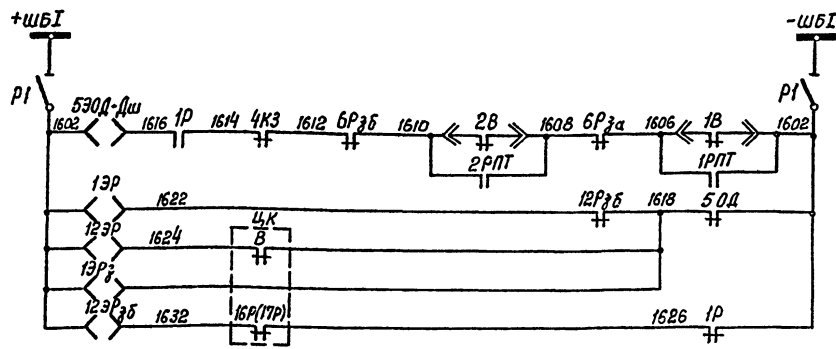 +ШБI -ШБI
Р1 Р1
5ЭОД-Дш
1602 1616 1Р 1614 4КЗ 1612 6Рзб 1610 2В 1608 6Рза 1606 1В 1602
2РПТ 1РПТ
1ЭР 1622 12Рзб 1618 5ОД
12ЭР 1624 ЦК
В
1ЭРз
12ЭРзб 1632 16Р(17Р) 1626 1Р